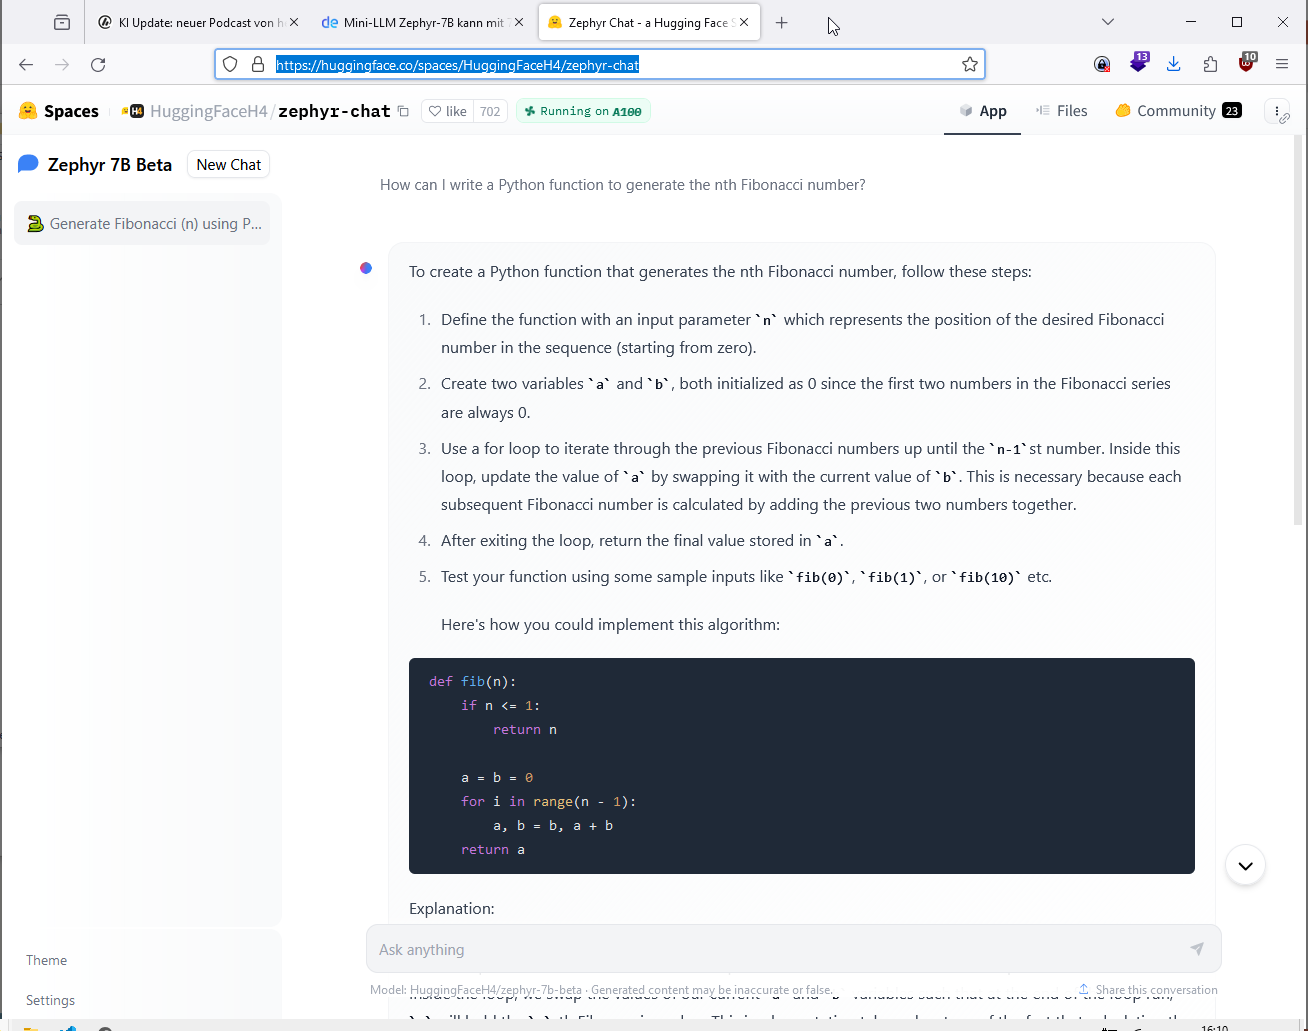 KI Update: neuer Podcast von h
Mini-LLM Zephyr-7B kann mit 7
Zephyr Chat - a Hugging Face S
https://huggingface.co/spaces/HuggingFaceH4/zephyr-chat
13
10
Spaces
H4
HuggingFaceH4/zephyr-chat
like 702
Running on A100
App
Files
Community 23
Zephyr 7B Beta
New Chat
Generate Fibonacci (n) using P...
How can I write a Python function to generate the nth Fibonacci number?
To create a Python function that generates the nth Fibonacci number, follow these steps:
1. Define the function with an input parameter `n` which represents the position of the desired Fibonacci
number in the sequence (starting from zero).
2. Create two variables `a` and `b`, both initialized as 0 since the first two numbers in the Fibonacci series
are always 0.
3. Use a for loop to iterate through the previous Fibonacci numbers up until the `n-1`st number. Inside this
loop, update the value of `a` by swapping it with the current value of `b`. This is necessary because each
subsequent Fibonacci number is calculated by adding the previous two numbers together.
4. After exiting the loop, return the final value stored in `a`.
5. Test your function using some sample inputs like `fib(0)`, `fib(1)`, or `fib(10)` etc.
Here's how you could implement this algorithm:
def fib(n):
    if n <= 1:
        return n
    a = b = 0
    for i in range(n - 1):
        a, b = b, a + b
    return a
Explanation:
Ask anything
Model: HuggingFaceH4/zephyr-7b-beta · Generated content may be inaccurate or false.
Share this conversation
Theme
Settings
16:10